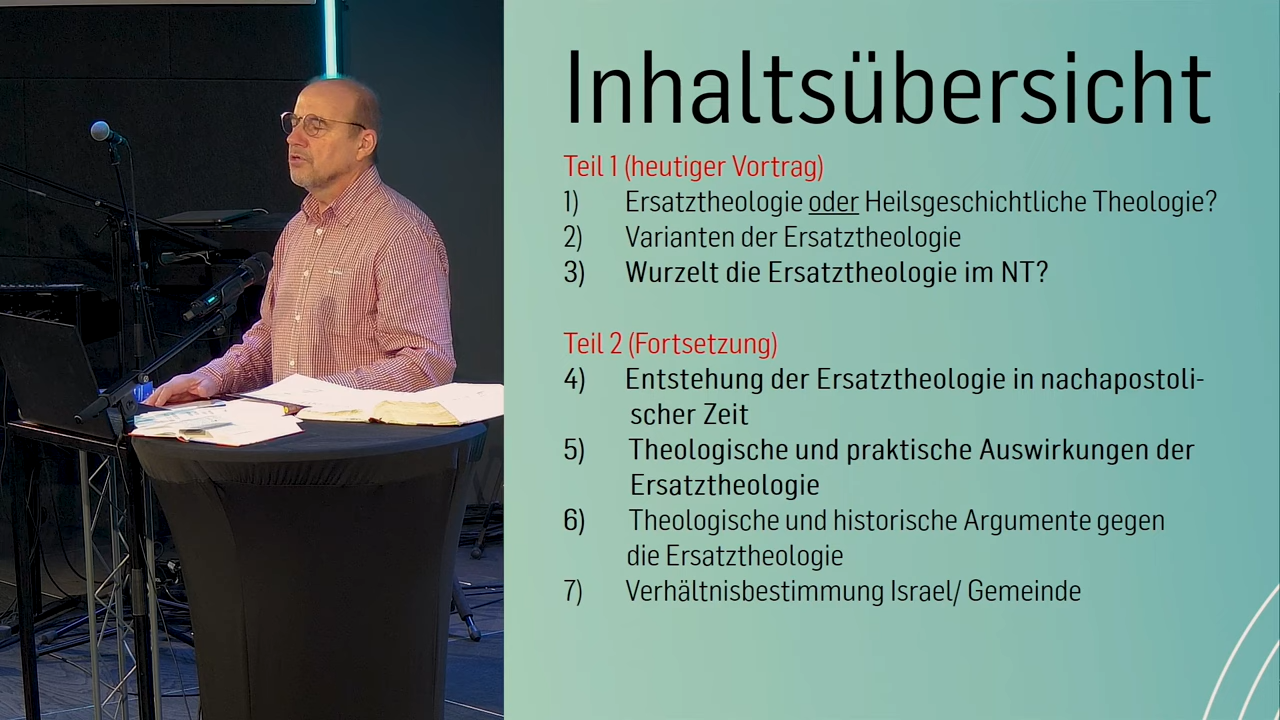 Inhaltsübersicht
Teil 1 (heutiger Vortrag)
1) Ersatztheologie oder Heilsgeschichtliche Theologie?
2) Varianten der Ersatztheologie
3) Wurzelt die Ersatztheologie im NT?
Teil 2 (Fortsetzung)
4) Entstehung der Ersatztheologie in nachapostoli-
scher Zeit
5) Theologische und praktische Auswirkungen der
Ersatztheologie
6) Theologische und historische Argumente gegen
die Ersatztheologie
7) Verhältnisbestimmung Israel/ Gemeinde